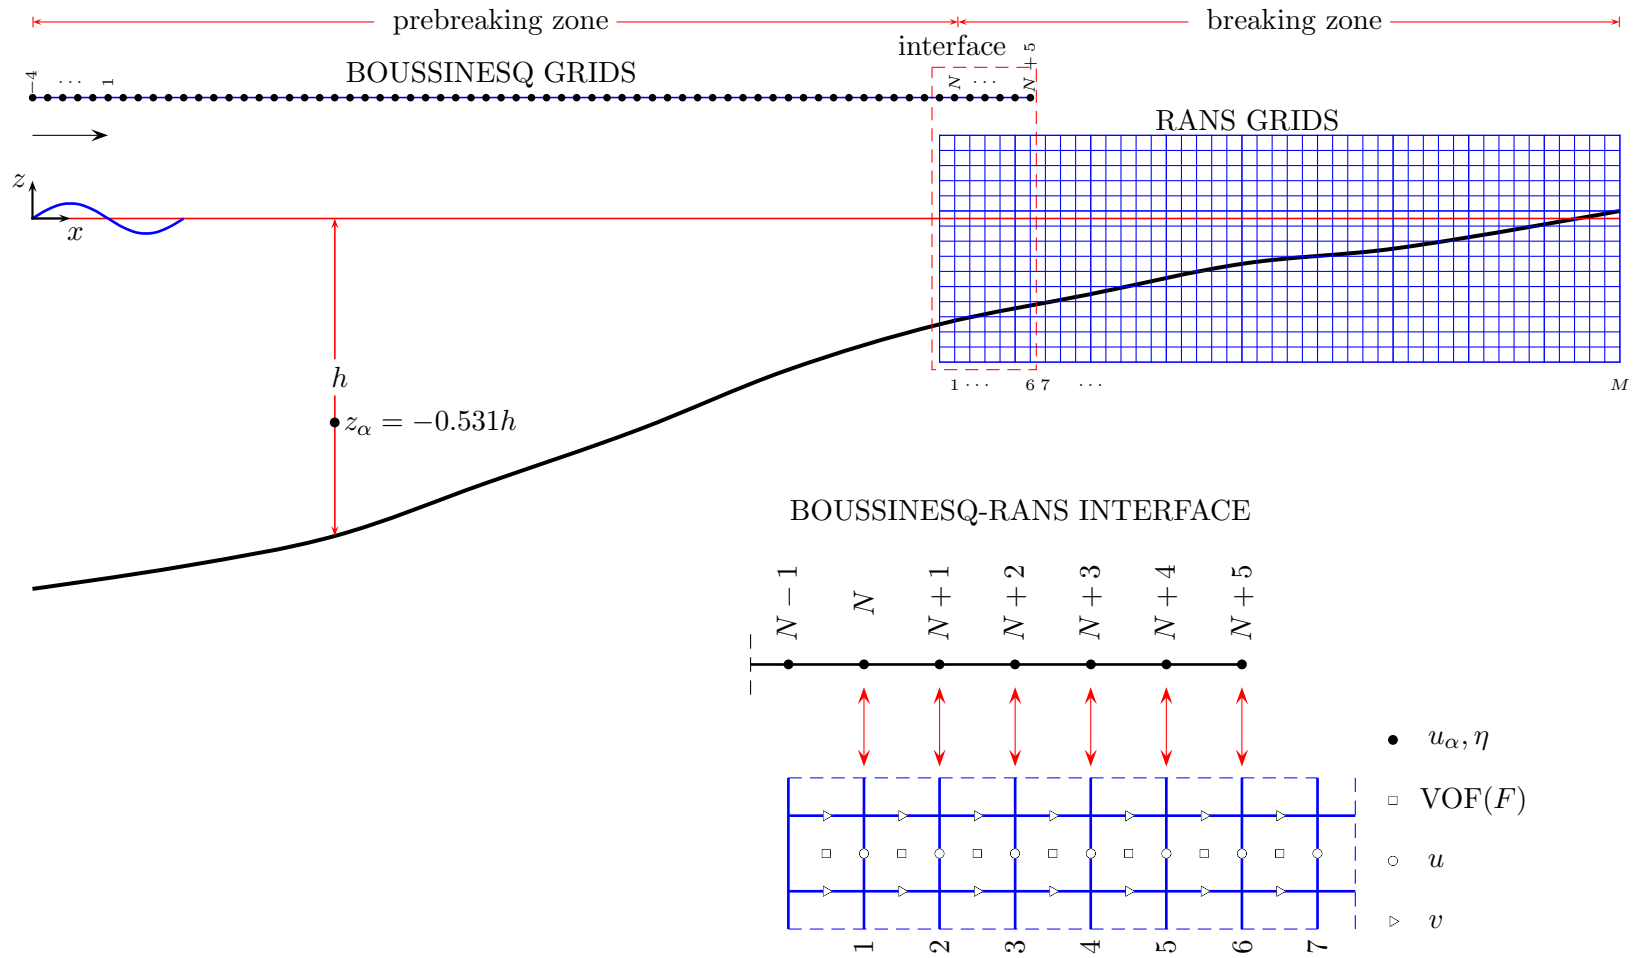 prebreaking zone
breaking zone
interface
BOUSSINESQ GRIDS
−4 ··· 1
N ··· N + 5
RANS GRIDS
z
x
h
z_α = −0.531h
1 ··· 6 7 ··· M
BOUSSINESQ-RANS INTERFACE
N − 1 N N + 1 N + 2 N + 3 N + 4 N + 5
u_α, η
VOF(F)
u
v
1 2 3 4 5 6 7